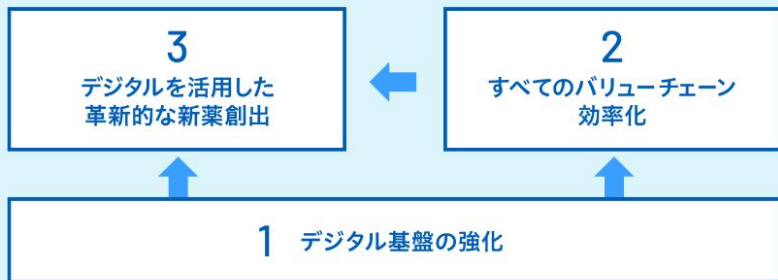 3
デジタルを活用した
革新的な新薬創出
2
すべてのバリューチェーン
効率化
1 デジタル基盤の強化